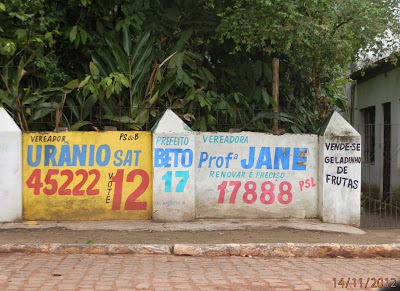 VEREADOR PSdoB
URANIO SAT
45222 VOTE 12
PREFEITO
BETO
17
VEREADORA
Profª JANE
RENOVAR É PRECISO
17888 PSL
VENDE-SE
GELADINHO
DE
FRUTAS
14/11/2012